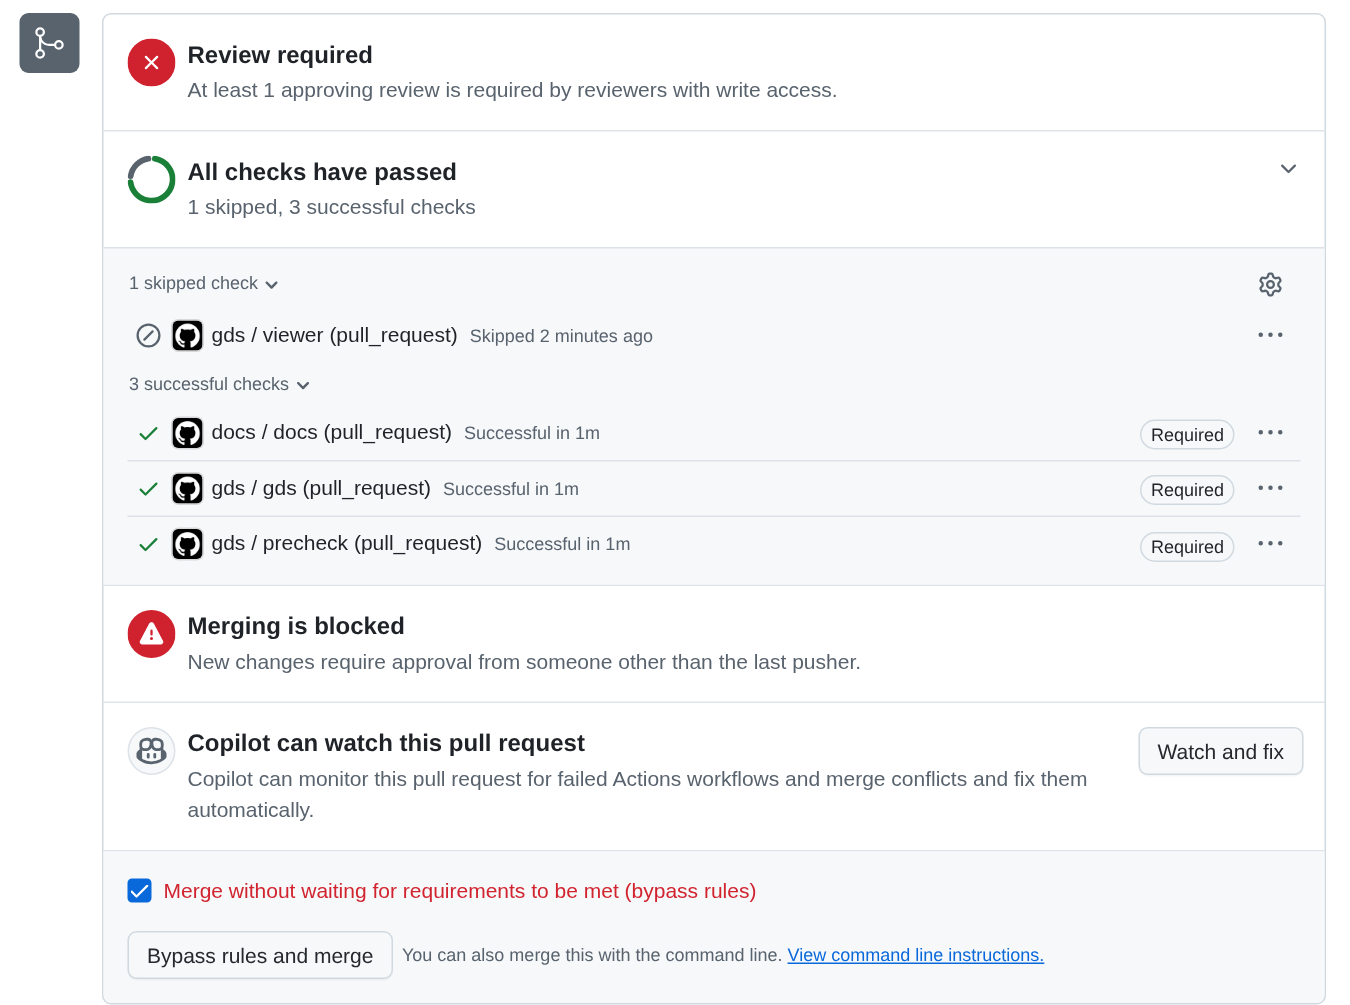 Review required
At least 1 approving review is required by reviewers with write access.
All checks have passed
1 skipped, 3 successful checks
1 skipped check
gds / viewer (pull_request) Skipped 2 minutes ago
3 successful checks
docs / docs (pull_request) Successful in 1m Required
gds / gds (pull_request) Successful in 1m Required
gds / precheck (pull_request) Successful in 1m Required
Merging is blocked
New changes require approval from someone other than the last pusher.
Copilot can watch this pull request
Copilot can monitor this pull request for failed Actions workflows and merge conflicts and fix them
automatically.
Watch and fix
Merge without waiting for requirements to be met (bypass rules)
Bypass rules and merge You can also merge this with the command line. View command line instructions.